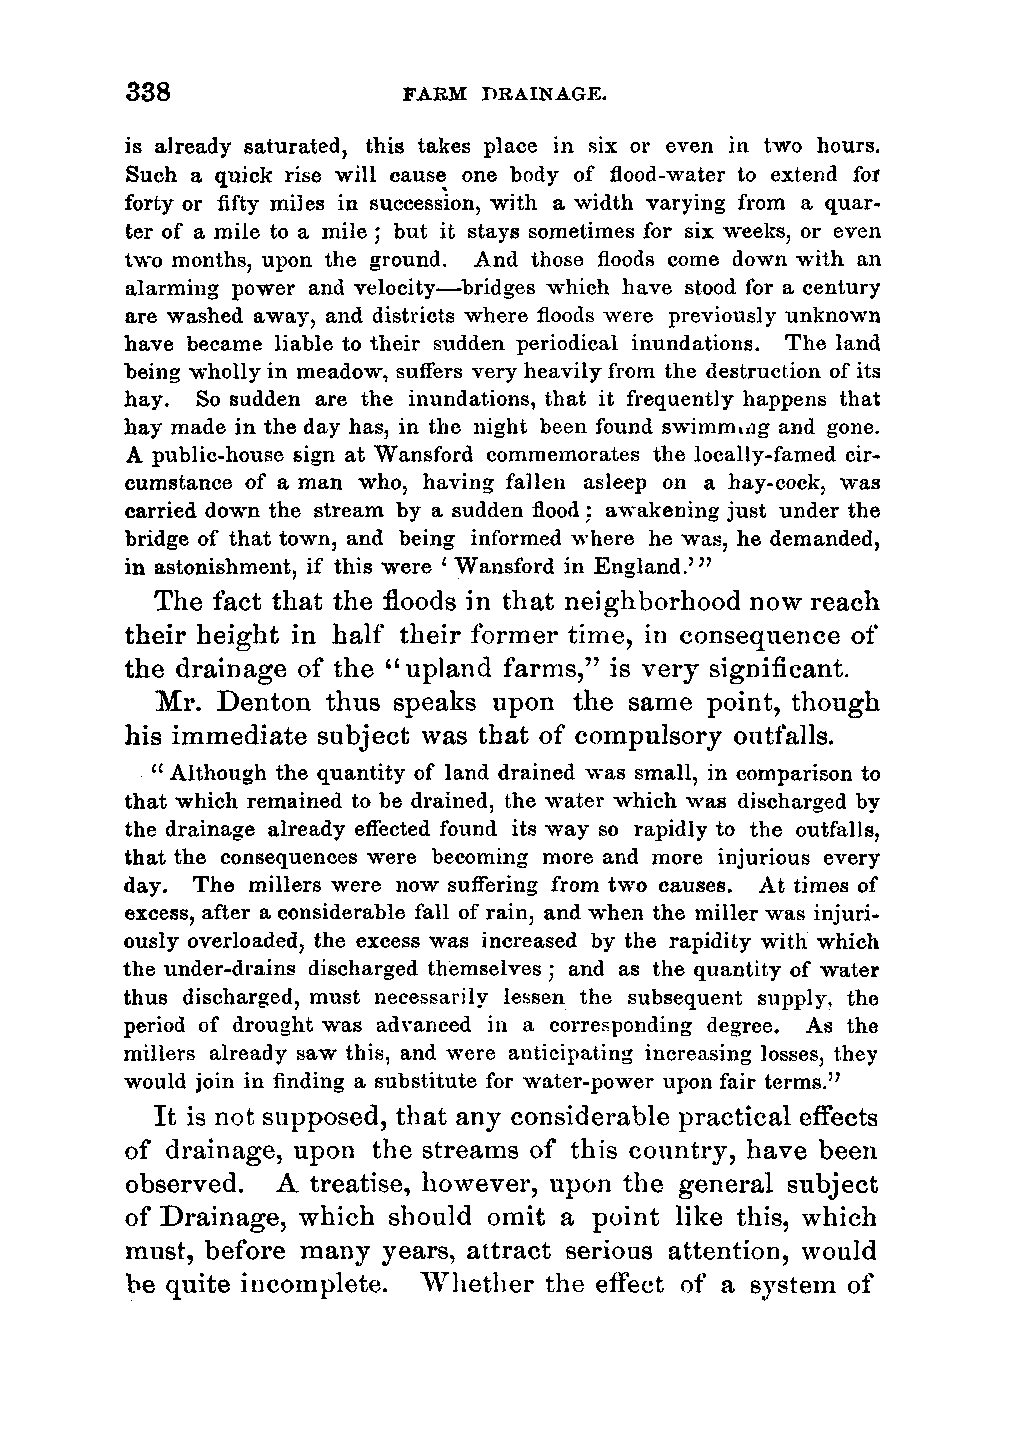 338 FARM DRAINAGE.
is already saturated, this takes place in six or even in two hours.
Such a quick rise will cause one body of flood-water to extend for
forty or fifty miles in succession, with a width varying from a quar-
ter of a mile to a mile; but it stays sometimes for six weeks, or even
two months, upon the ground. And those floods come down with an
alarming power and velocity—bridges which have stood for a century
are washed away, and districts where floods were previously unknown
have became liable to their sudden periodical inundations. The land
being wholly in meadow, suffers very heavily from the destruction of its
hay. So sudden are the inundations, that it frequently happens that
hay made in the day has, in the night been found swimming and gone.
A public-house sign at Wansford commemorates the locally-famed cir-
cumstance of a man who, having fallen asleep on a hay-cock, was
carried down the stream by a sudden flood; awakening just under the
bridge of that town, and being informed where he was, he demanded,
in astonishment, if this were ‘Wansford in England.’”
The fact that the floods in that neighborhood now reach
their height in half their former time, in consequence of
the drainage of the “upland farms,” is very significant.
Mr. Denton thus speaks upon the same point, though
his immediate subject was that of compulsory outfalls.
“Although the quantity of land drained was small, in comparison to
that which remained to be drained, the water which was discharged by
the drainage already effected found its way so rapidly to the outfalls,
that the consequences were becoming more and more injurious every
day. The millers were now suffering from two causes. At times of
excess, after a considerable fall of rain, and when the miller was injuri-
ously overloaded, the excess was increased by the rapidity with which
the under-drains discharged themselves; and as the quantity of water
thus discharged, must necessarily lessen the subsequent supply, the
period of drought was advanced in a corresponding degree. As the
millers already saw this, and were anticipating increasing losses, they
would join in finding a substitute for water-power upon fair terms.”
It is not supposed, that any considerable practical effects
of drainage, upon the streams of this country, have been
observed. A treatise, however, upon the general subject
of Drainage, which should omit a point like this, which
must, before many years, attract serious attention, would
be quite incomplete. Whether the effect of a system of